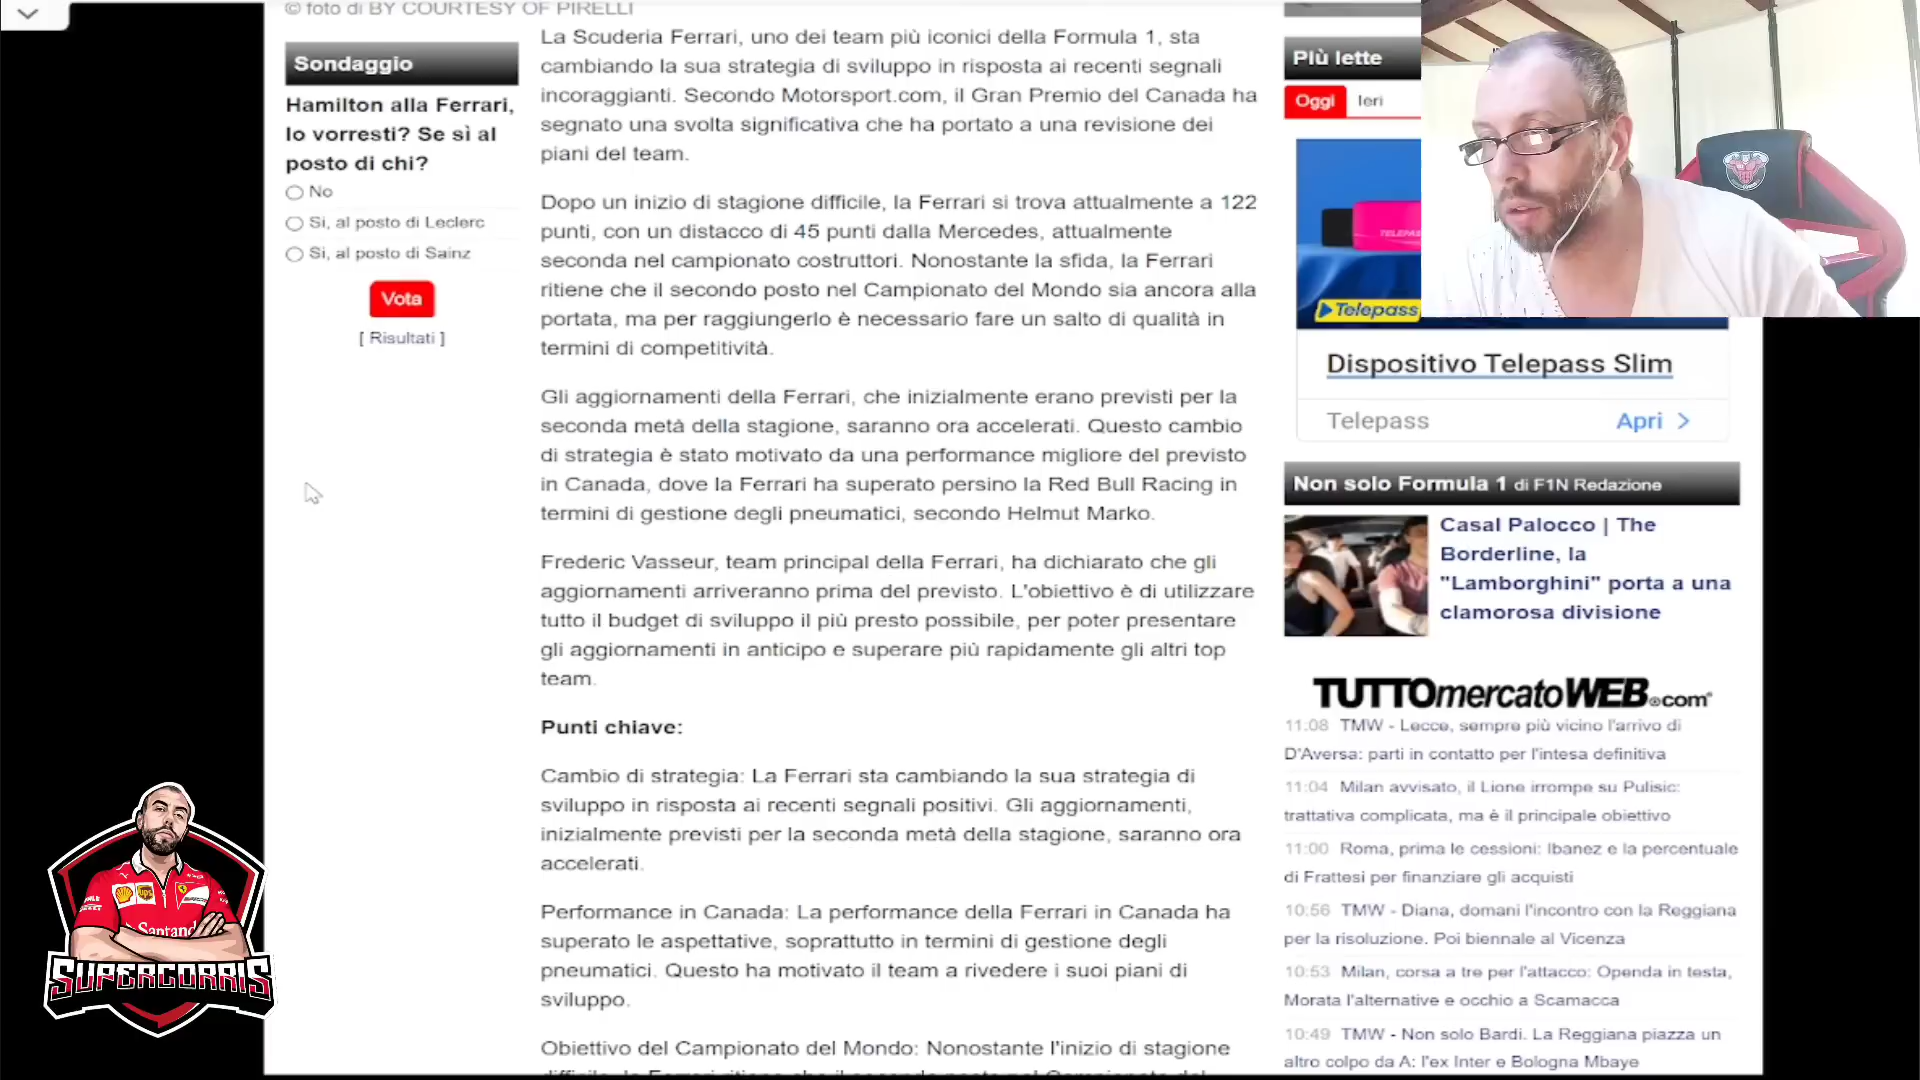 © foto di BY COURTESY OF PIRELLI
Sondaggio
Hamilton alla Ferrari,
lo vorresti? Se sì al
posto di chi?
No
Si, al posto di Leclerc
Si, al posto di Sainz
Vota
[ Risultati ]
La Scuderia Ferrari, uno dei team più iconici della Formula 1, sta
cambiando la sua strategia di sviluppo in risposta ai recenti segnali
incoraggianti. Secondo Motorsport.com, il Gran Premio del Canada ha
segnato una svolta significativa che ha portato a una revisione dei
piani del team.
Dopo un inizio di stagione difficile, la Ferrari si trova attualmente a 122
punti, con un distacco di 45 punti dalla Mercedes, attualmente
seconda nel campionato costruttori. Nonostante la sfida, la Ferrari
ritiene che il secondo posto nel Campionato del Mondo sia ancora alla
portata, ma per raggiungerlo è necessario fare un salto di qualità in
termini di competitività.
Gli aggiornamenti della Ferrari, che inizialmente erano previsti per la
seconda metà della stagione, saranno ora accelerati. Questo cambio
di strategia è stato motivato da una performance migliore del previsto
in Canada, dove la Ferrari ha superato persino la Red Bull Racing in
termini di gestione degli pneumatici, secondo Helmut Marko.
Frederic Vasseur, team principal della Ferrari, ha dichiarato che gli
aggiornamenti arriveranno prima del previsto. L'obiettivo è di utilizzare
tutto il budget di sviluppo il più presto possibile, per poter presentare
gli aggiornamenti in anticipo e superare più rapidamente gli altri top
team.
Punti chiave:
Cambio di strategia: La Ferrari sta cambiando la sua strategia di
sviluppo in risposta ai recenti segnali positivi. Gli aggiornamenti,
inizialmente previsti per la seconda metà della stagione, saranno ora
accelerati.
Performance in Canada: La performance della Ferrari in Canada ha
superato le aspettative, soprattutto in termini di gestione degli
pneumatici. Questo ha motivato il team a rivedere i suoi piani di
sviluppo.
Obiettivo del Campionato del Mondo: Nonostante l'inizio di stagione
Più lette
Oggi Ieri
TELEPASS
Telepass
Dispositivo Telepass Slim
Telepass Apri
Non solo Formula 1 di F1N Redazione
Casal Palocco | The
Borderline, la
"Lamborghini" porta a una
clamorosa divisione
TUTTOmercatoWEB.com
11:08 TMW - Lecce, sempre più vicino l'arrivo di
D'Aversa: parti in contatto per l'intesa definitiva
11:04 Milan avvisato, il Lione irrompe su Pulisic:
trattativa complicata, ma è il principale obiettivo
11:00 Roma, prima le cessioni: Ibanez e la percentuale
di Frattesi per finanziare gli acquisti
10:56 TMW - Diana, domani l'incontro con la Reggiana
per la risoluzione. Poi biennale al Vicenza
10:53 Milan, corsa a tre per l'attacco: Openda in testa,
Morata l'alternative e occhio a Scamacca
10:49 TMW - Non solo Bardi. La Reggiana piazza un
altro colpo da A: l'ex Inter e Bologna Mbaye
ups
Santand
SUPERCORRIS